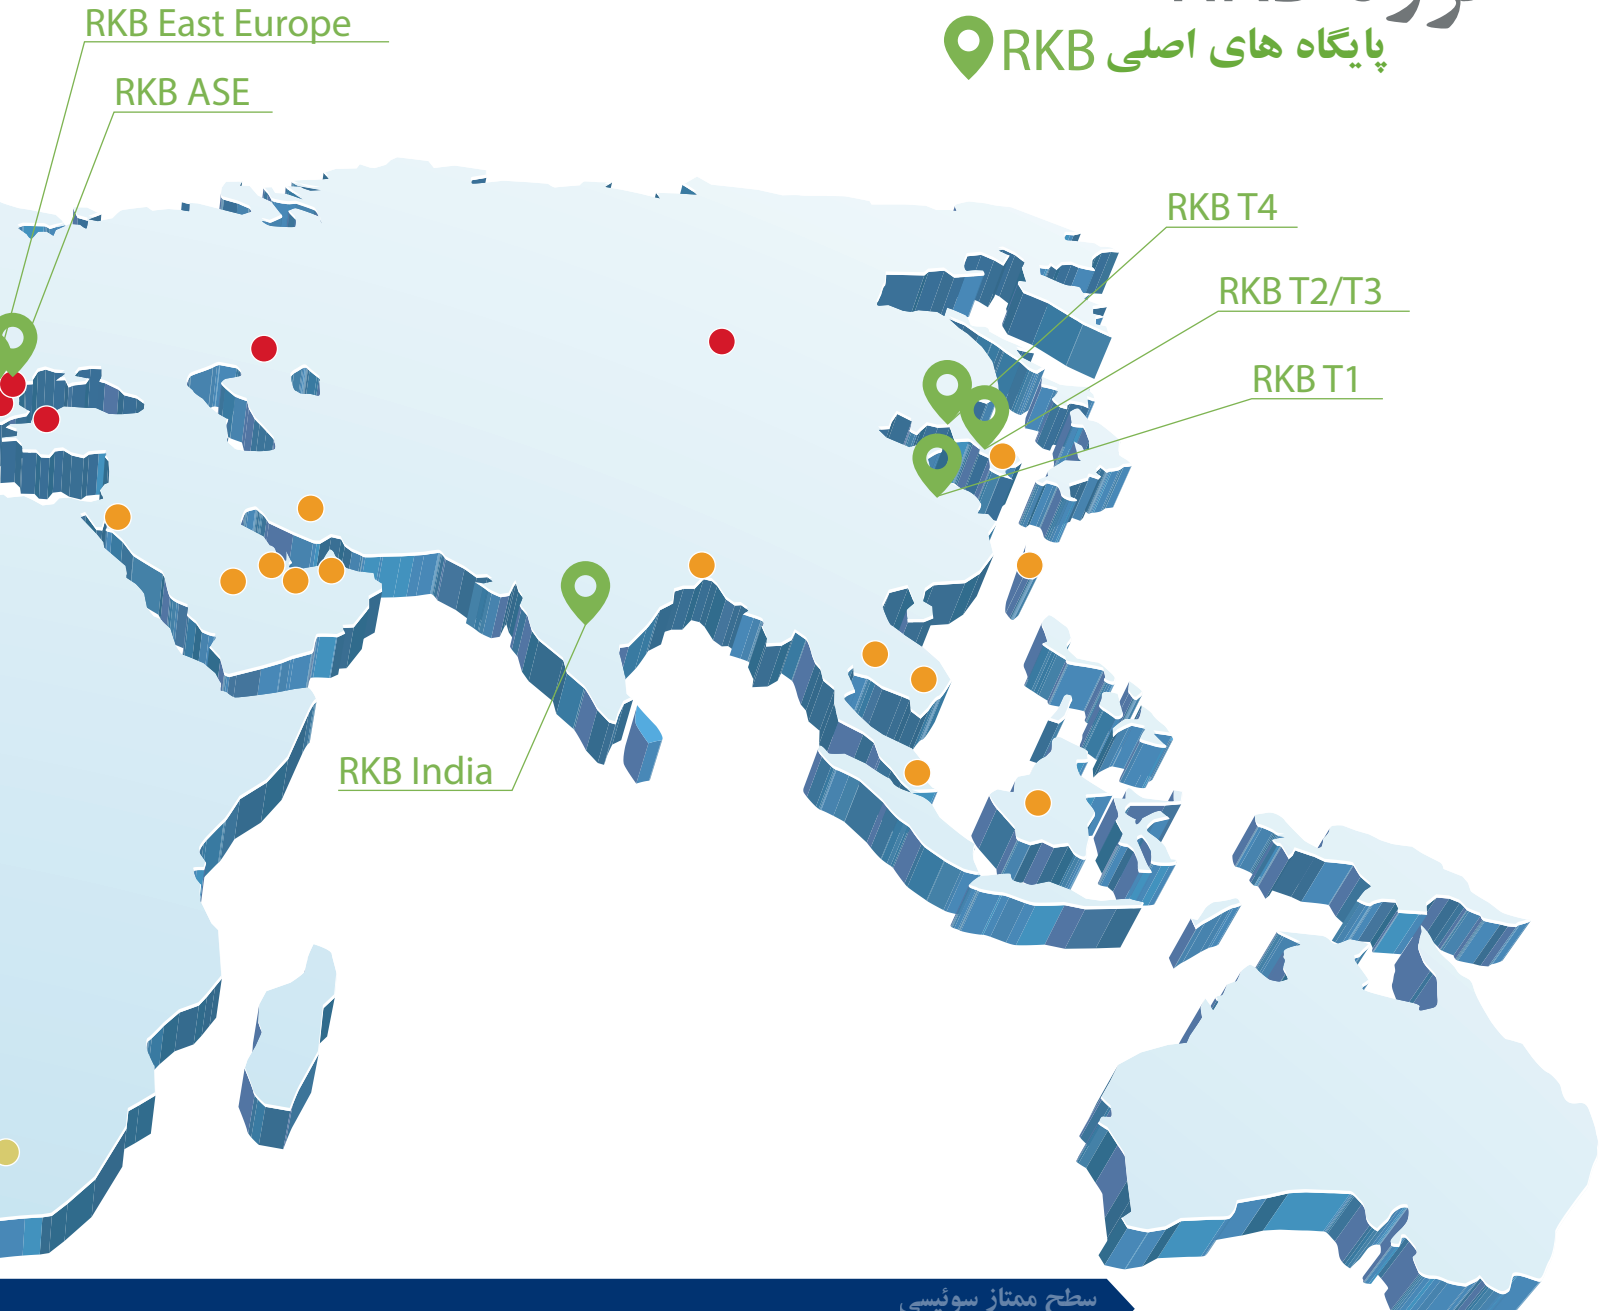 پایگاه های اصلی RKB
RKB East Europe
RKB ASE
RKB T4
RKB T2/T3
RKB T1
RKB India
سطح ممتاز سوئیسی